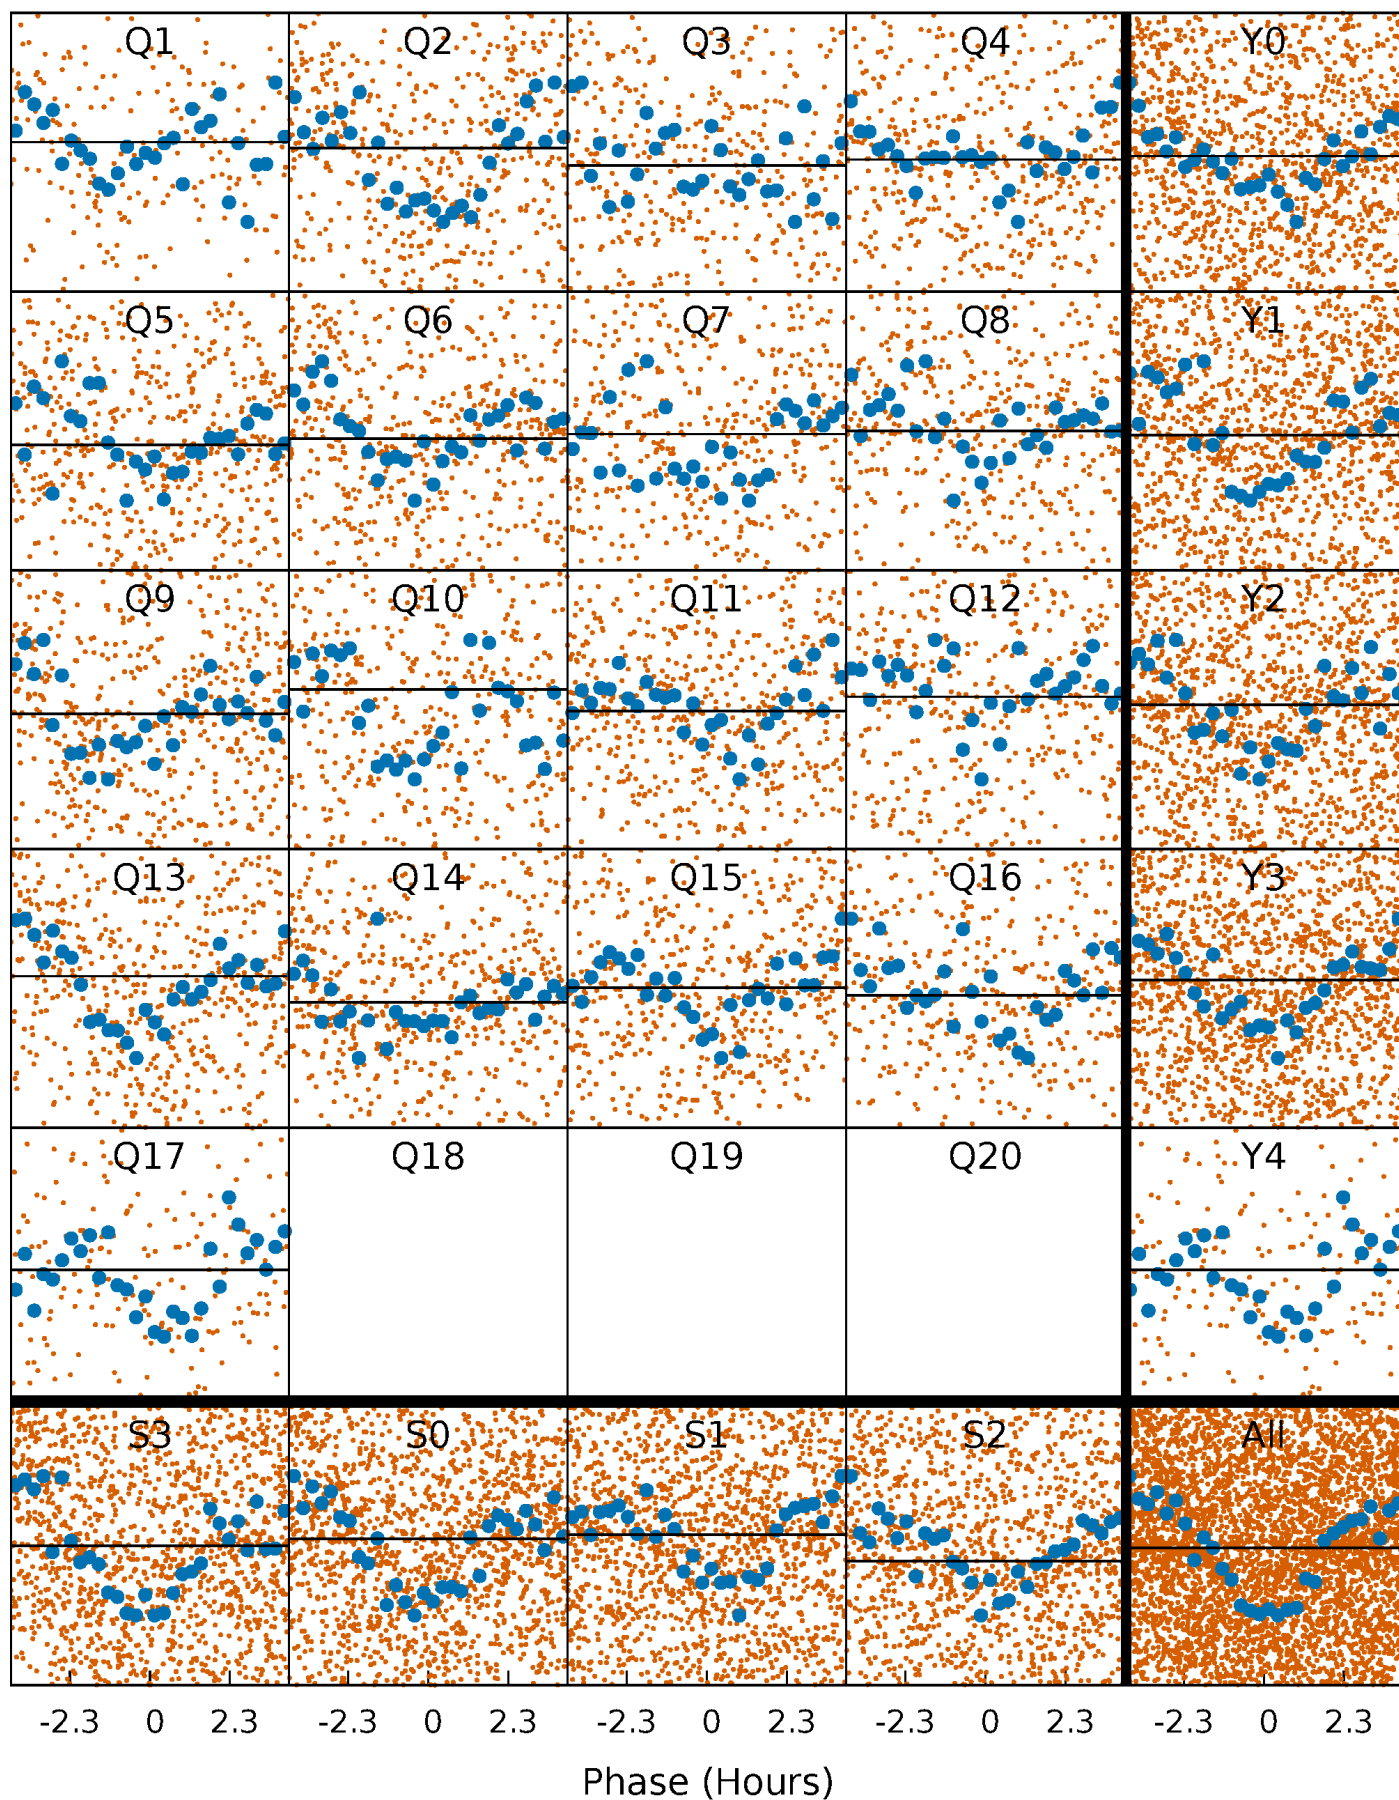 Q1 Q2 Q3 Q4 Y0
Q5 Q6 Q7 Q8 Y1
Q9 Q10 Q11 Q12 Y2
Q13 Q14 Q15 Q16 Y3
Q17 Q18 Q19 Q20 Y4
S3 S0 S1 S2 All
-2.3 0 2.3 -2.3 0 2.3 -2.3 0 2.3 -2.3 0 2.3 -2.3 0 2.3
Phase (Hours)